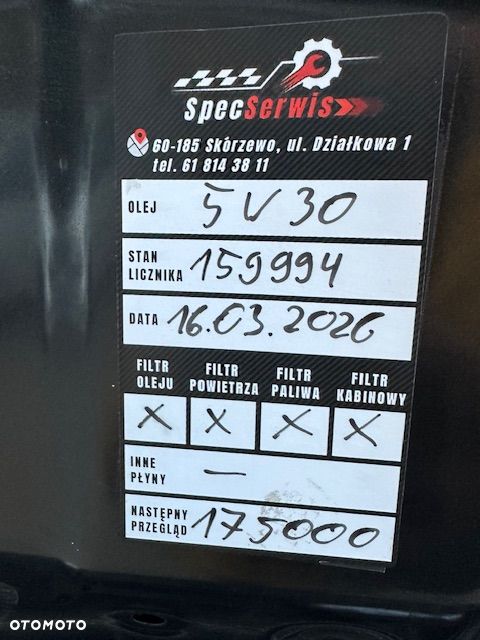 SpecSerwis
60-185 Skórzewo, ul. Działkowa 1
tel. 61 814 38 11
OLEJ 5V30
STAN LICZNIKA 159994
DATA 16.03.2026
FILTR OLEJU FILTR POWIETRZA FILTR PALIWA FILTR KABINOWY
X X X X
INNE PŁYNY —
NASTĘPNY PRZEGLĄD 175000
OTOMOTO